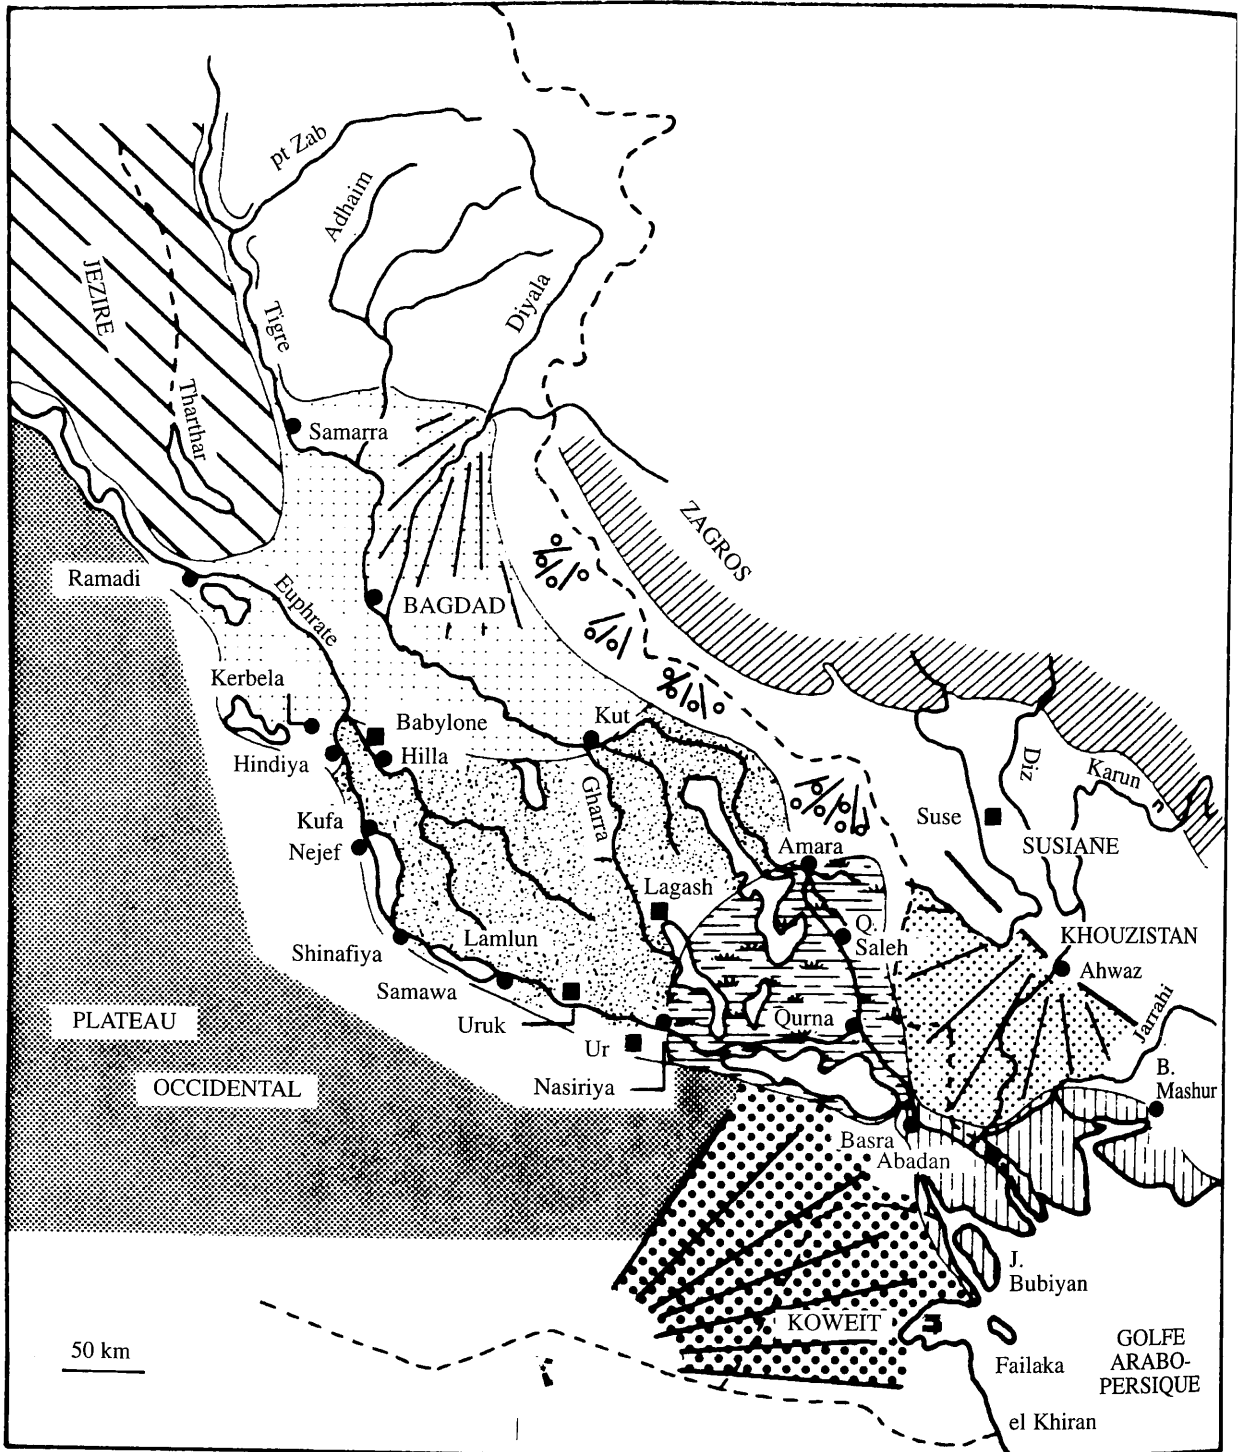 pt Zab
Adhaim
JEZIRE
Tigre
Diyala
Tharthar
Samarra
ZAGROS
Ramadi
Euphrate
BAGDAD
Kerbela
Babylone
Kut
Hindiya
Hilla
Gharra
Diz
Karun
Suse
Kufa
Nejef
Amara
SUSIANE
Lagash
Q.
Saleh
Shinafiya
Lamlun
KHOUZISTAN
Ahwaz
Samawa
PLATEAU
Uruk
Qurna
Jarrahi
Ur
OCCIDENTAL
Nasiriya
B.
Mashur
Basra
Abadan
J.
Bubiyan
KOWEIT
50 km
Failaka
GOLFE
ARABO-
PERSIQUE
el Khiran